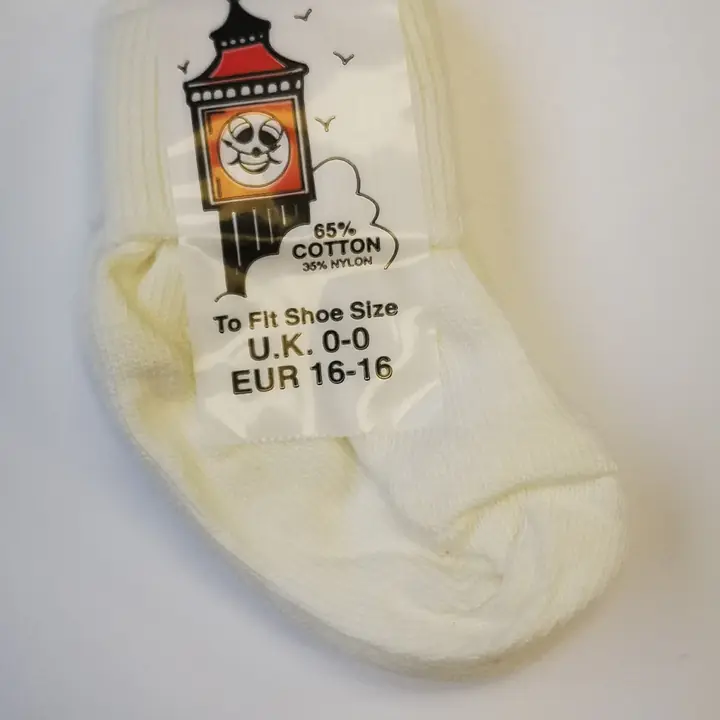 65%
COTTON
35% NYLON
To Fit Shoe Size
U.K. 0-0
EUR 16-16